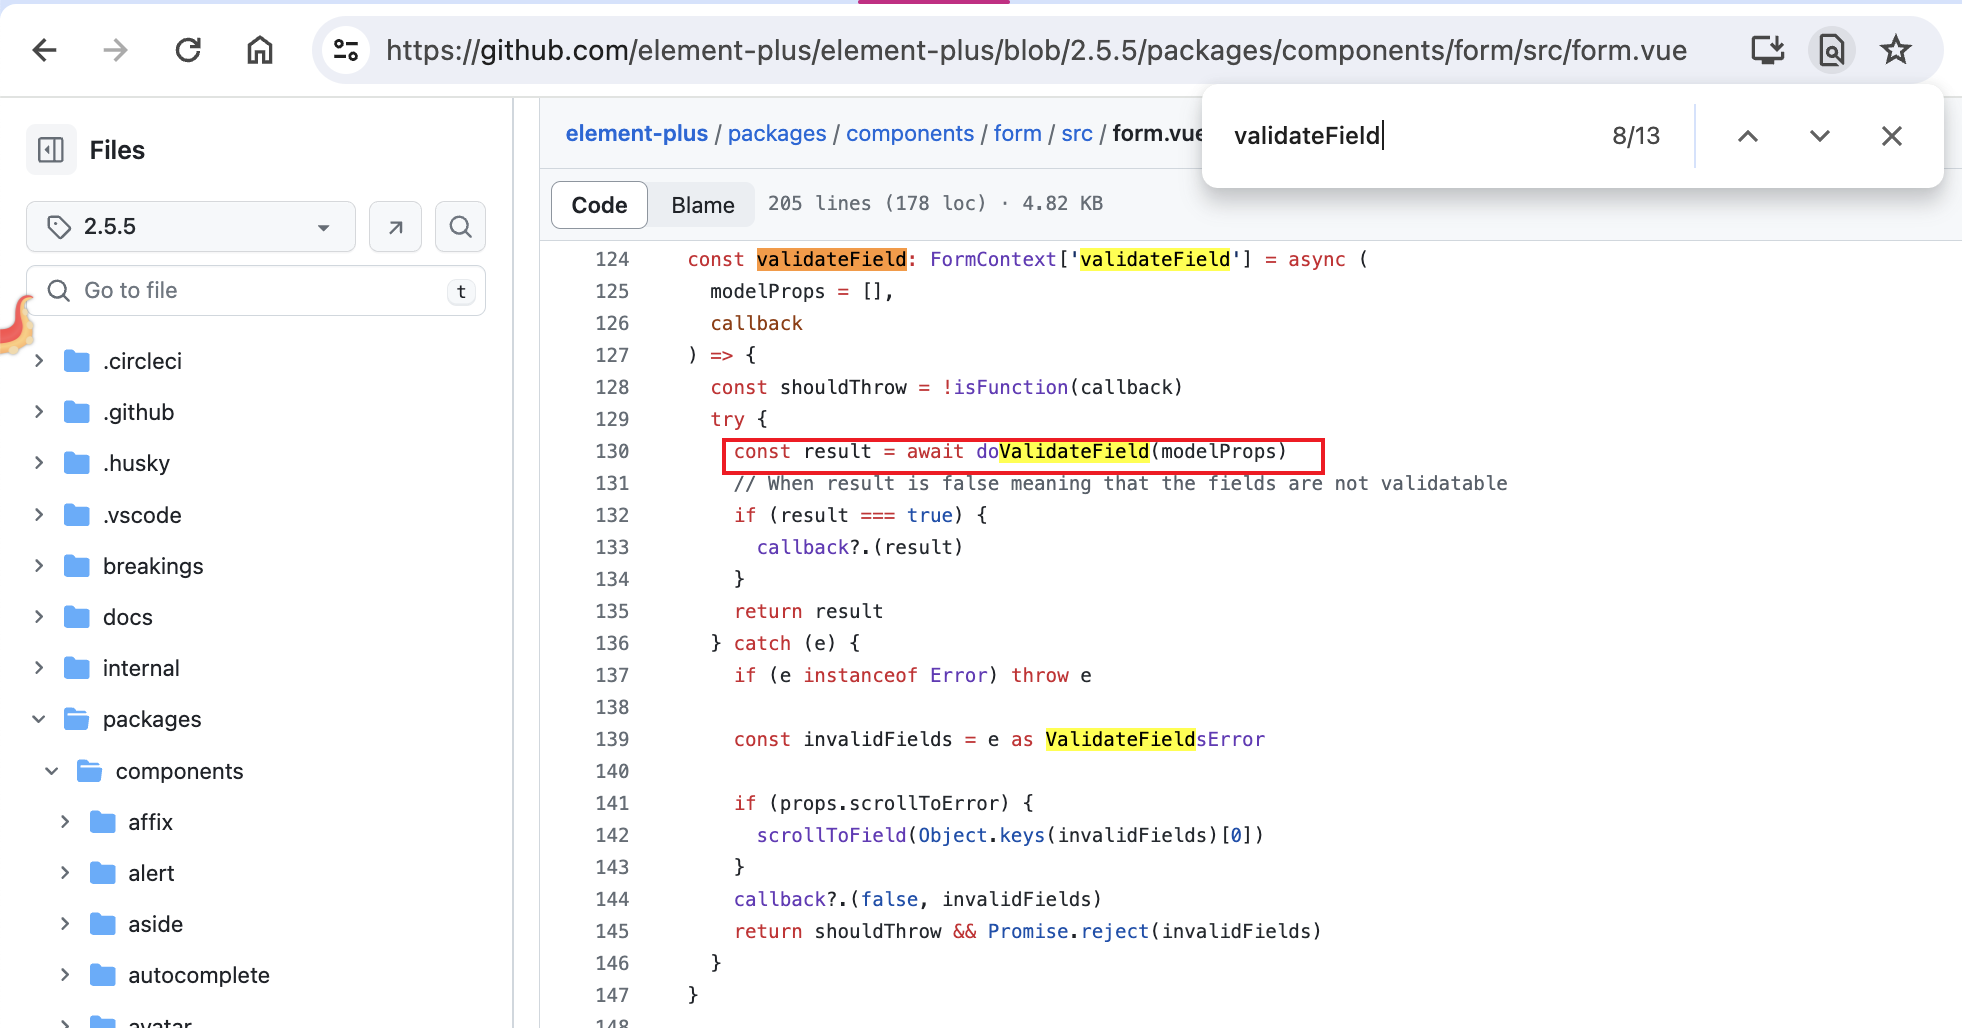 https://github.com/element-plus/element-plus/blob/2.5.5/packages/components/form/src/form.vue
validateField 8/13
Files
2.5.5
Go to file t
.circleci
.github
.husky
.vscode
breakings
docs
internal
packages
components
affix
alert
aside
autocomplete
avatar
element-plus / packages / components / form / src / form.vue
Code Blame 205 lines (178 loc) · 4.82 KB
124 const validateField: FormContext['validateField'] = async (
125 modelProps = [],
126 callback
127 ) => {
128 const shouldThrow = !isFunction(callback)
129 try {
130 const result = await doValidateField(modelProps)
131 // When result is false meaning that the fields are not validatable
132 if (result === true) {
133 callback?.(result)
134 }
135 return result
136 } catch (e) {
137 if (e instanceof Error) throw e
138
139 const invalidFields = e as ValidateFieldsError
140
141 if (props.scrollToError) {
142 scrollToField(Object.keys(invalidFields)[0])
143 }
144 callback?.(false, invalidFields)
145 return shouldThrow && Promise.reject(invalidFields)
146 }
147 }
148